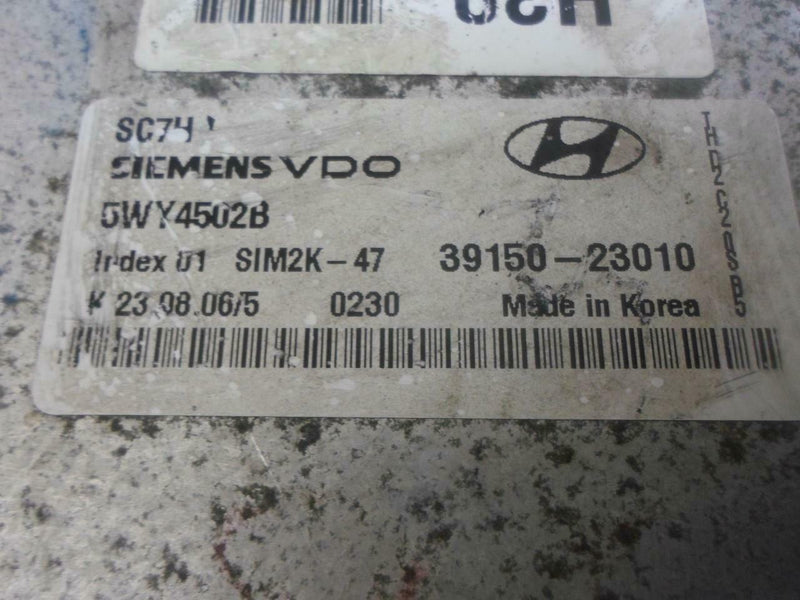 SC7H
SIEMENS VDO
5WY4502B
Index 01 SIM2K-47 39150-23010
K 23.08.06/5 0230 Made in Korea